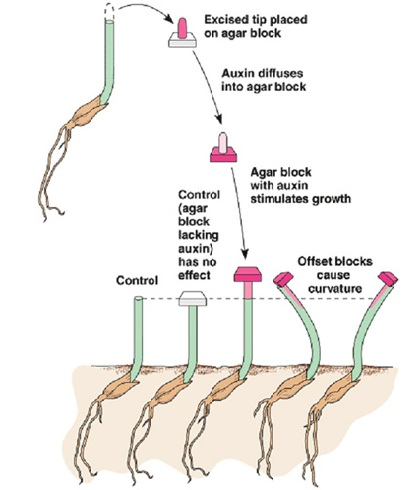 Excised tip placed
on agar block
Auxin diffuses
into agar block
Agar block
with auxin
stimulates growth
Control
(agar
block
lacking
auxin)
has no
effect
Control
Offset blocks
cause
curvature